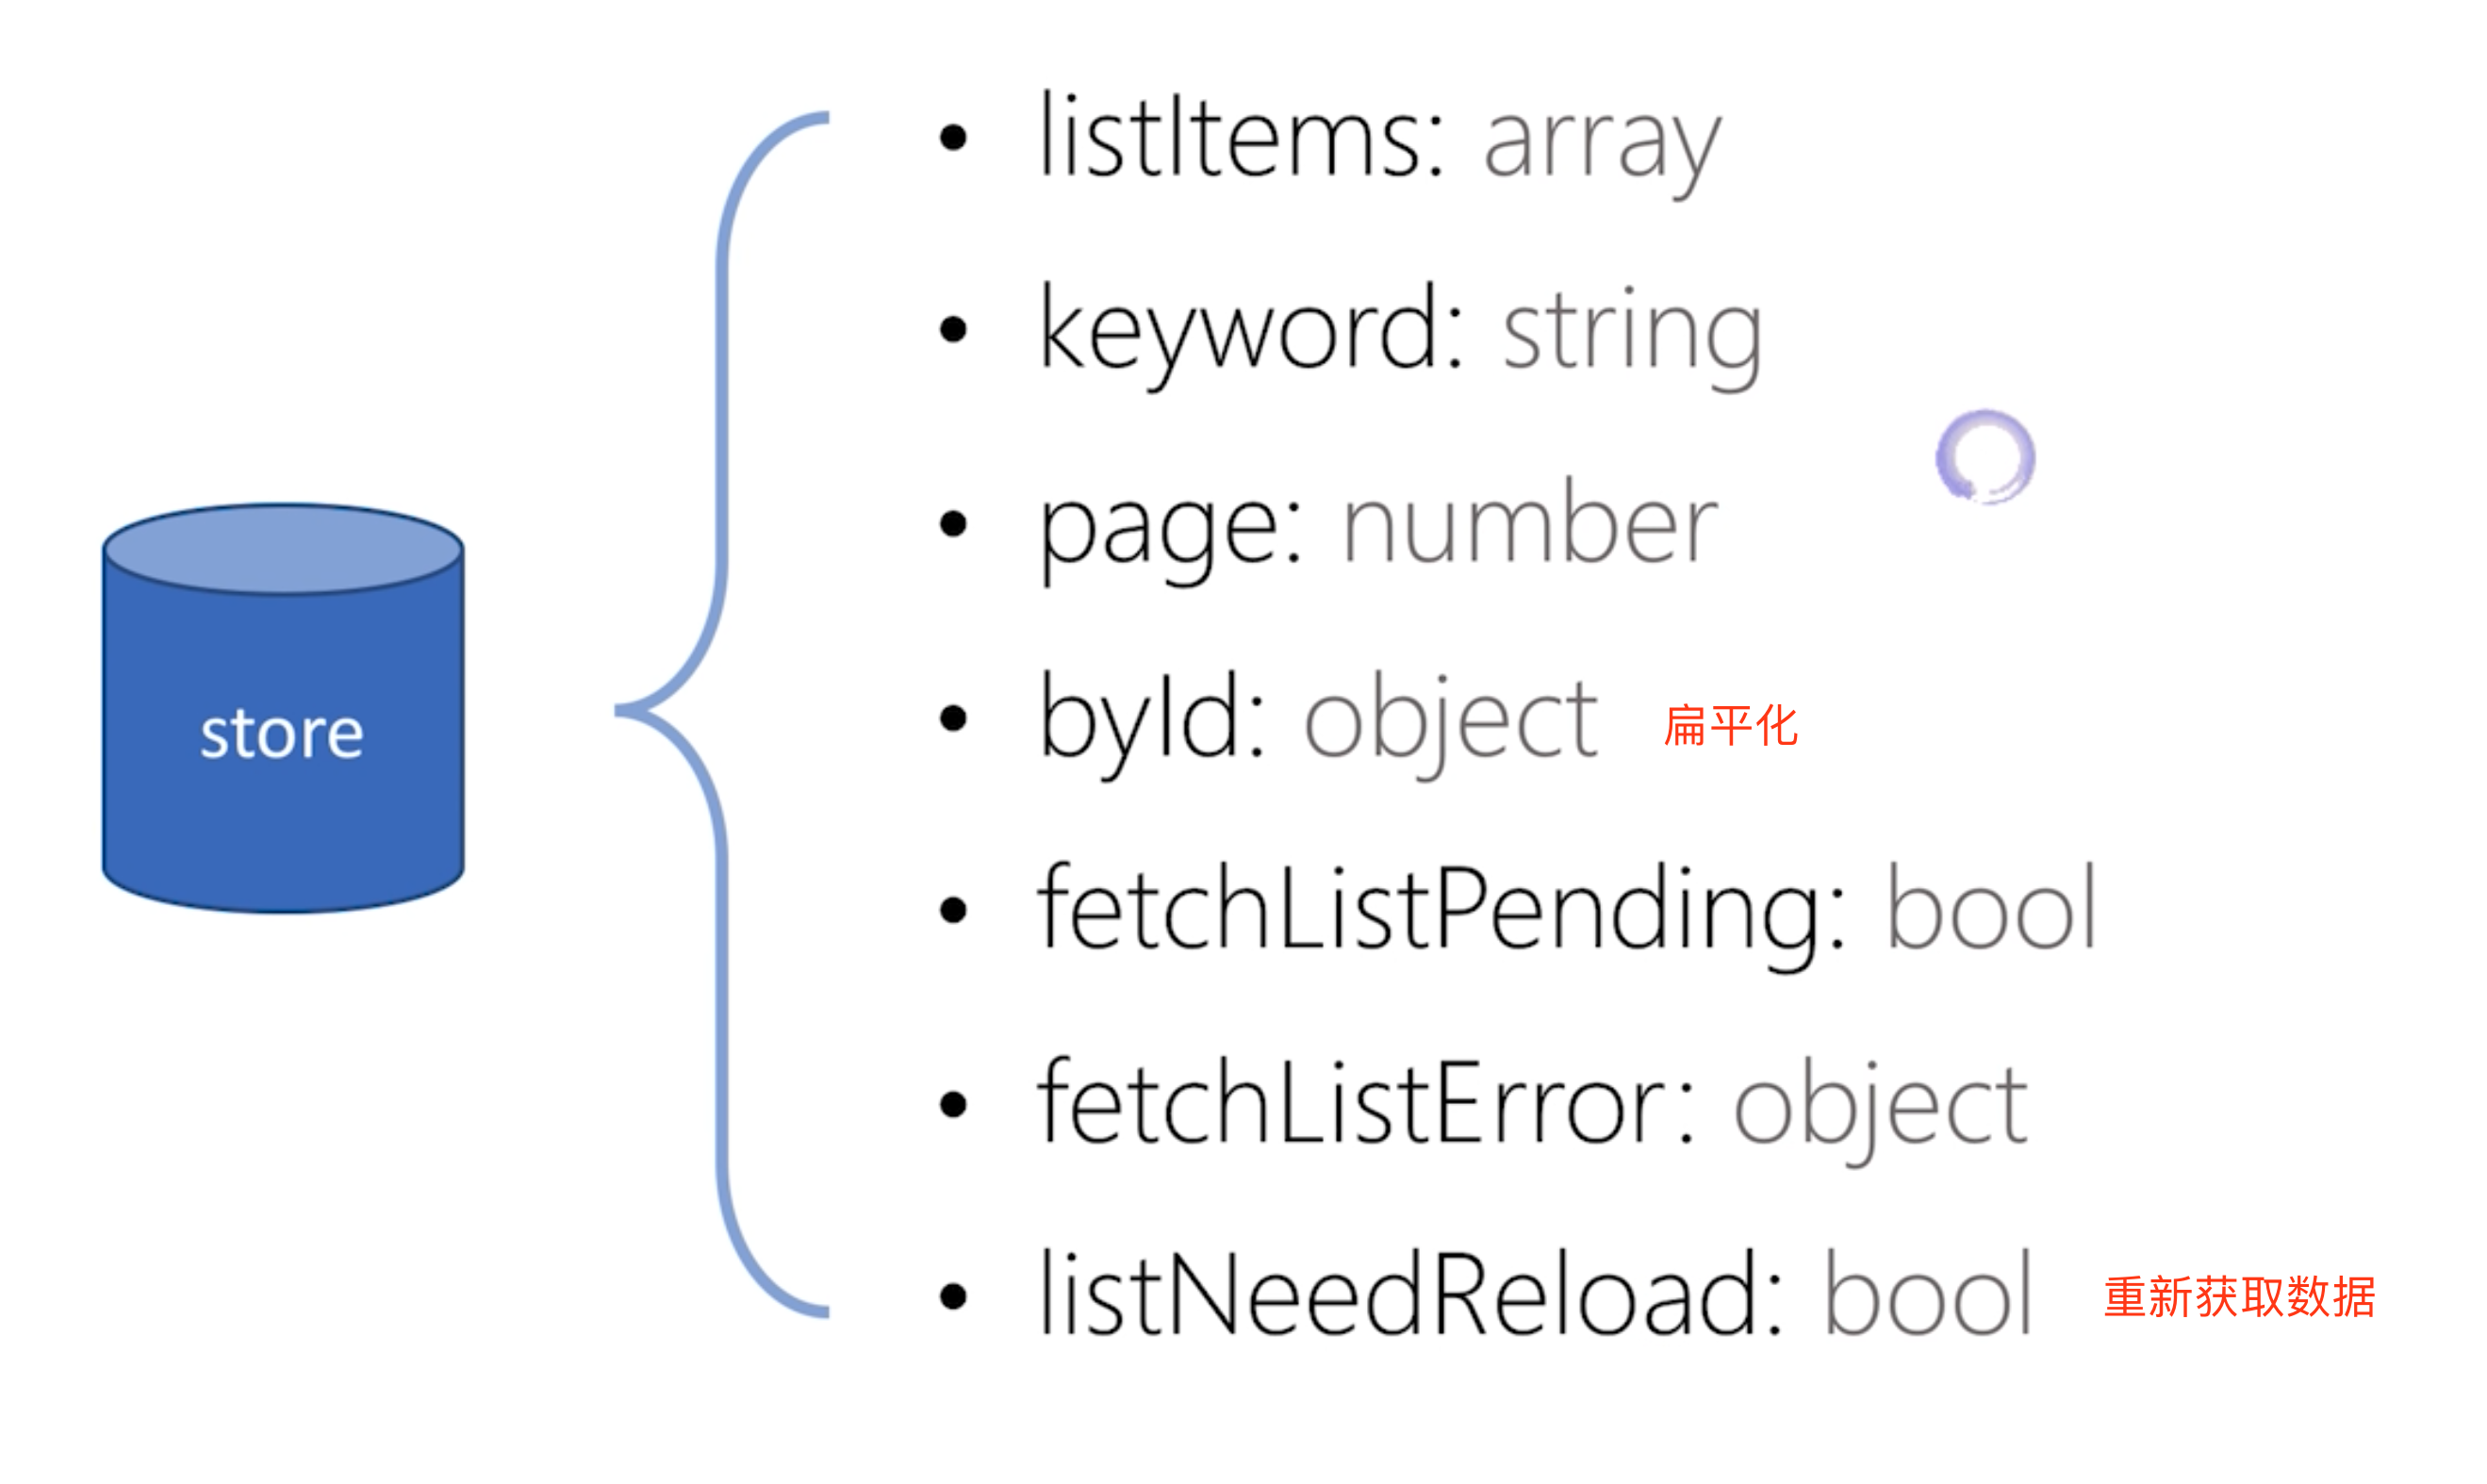 store
• listItems: array
• keyword: string
• page: number
• byId: object 扁平化
• fetchListPending: bool
• fetchListError: object
• listNeedReload: bool 重新获取数据